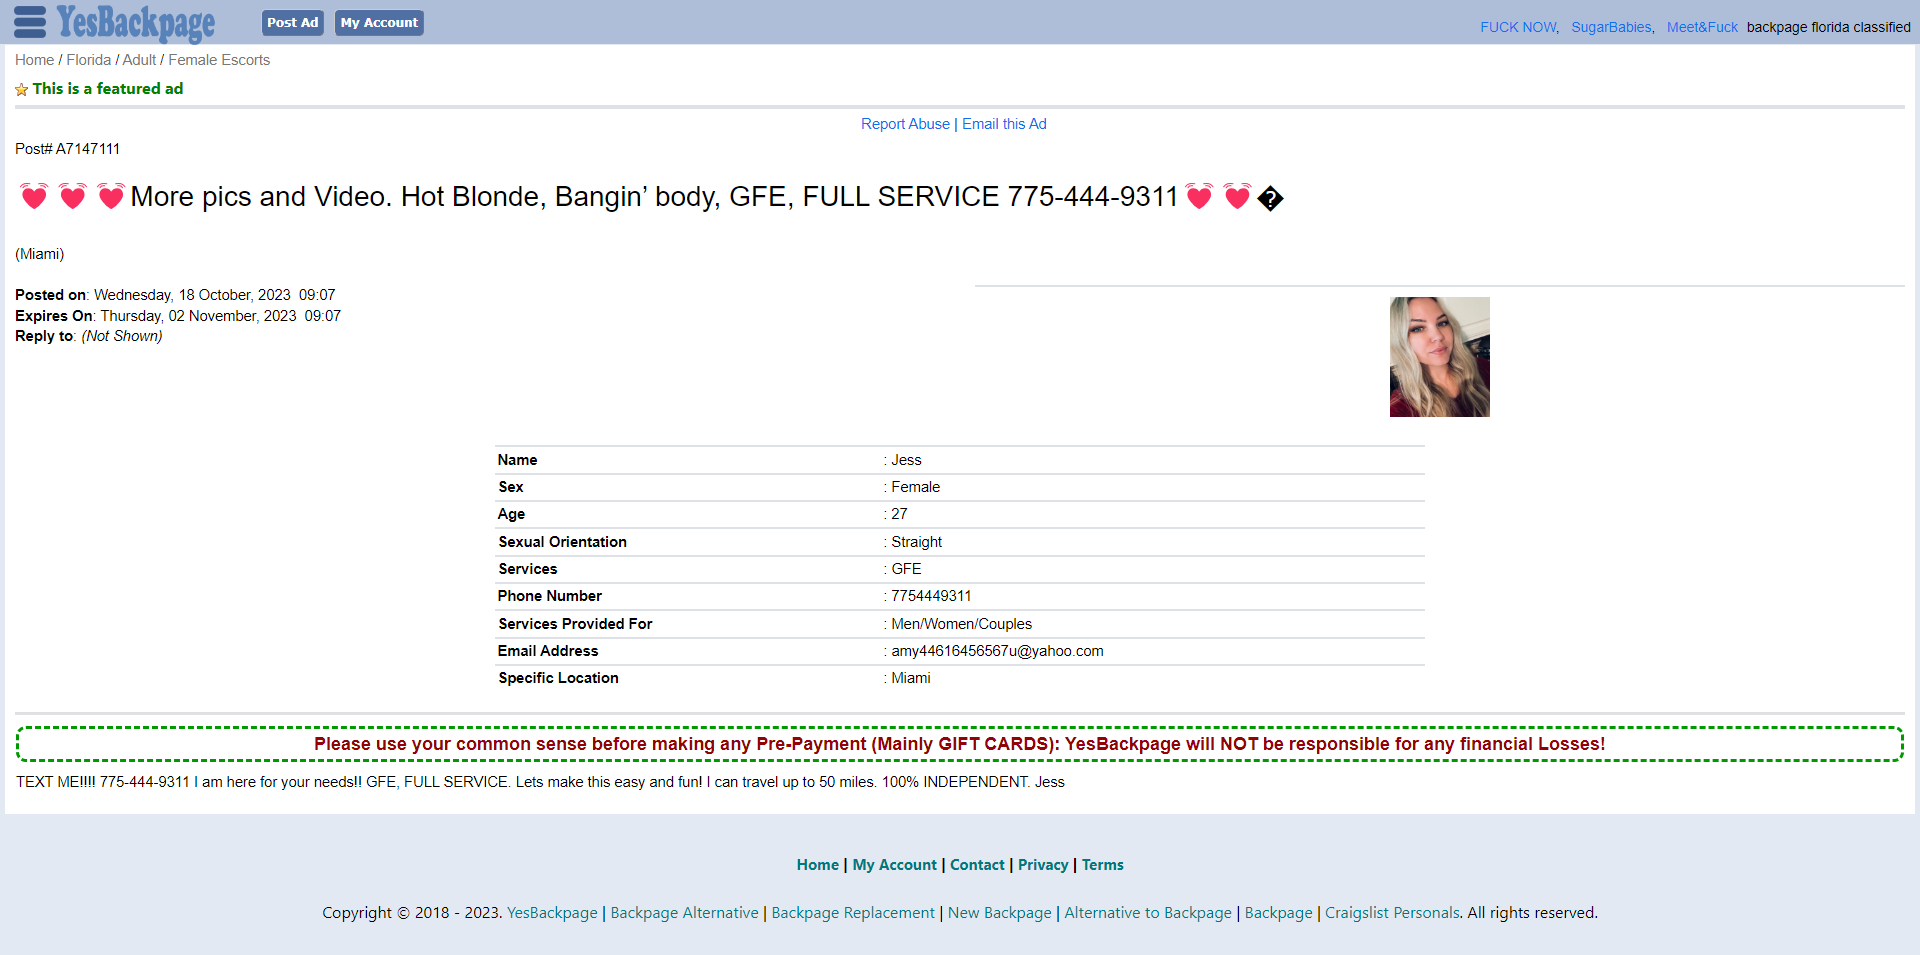 YesBackpage
Post Ad
My Account
FUCK NOW, SugarBabies, Meet&Fuck backpage florida classified
Home / Florida / Adult / Female Escorts
This is a featured ad
Report Abuse | Email this Ad
Post# A7147111
💓 💓 💓More pics and Video. Hot Blonde, Bangin’ body, GFE, FULL SERVICE 775-444-9311💓 💓 �
(Miami)
Posted on: Wednesday, 18 October, 2023 09:07
Expires On: Thursday, 02 November, 2023 09:07
Reply to: (Not Shown)
Name : Jess
Sex : Female
Age : 27
Sexual Orientation : Straight
Services : GFE
Phone Number : 7754449311
Services Provided For : Men/Women/Couples
Email Address : amy44616456567u@yahoo.com
Specific Location : Miami
Please use your common sense before making any Pre-Payment (Mainly GIFT CARDS): YesBackpage will NOT be responsible for any financial Losses!
TEXT ME!!!! 775-444-9311 I am here for your needs!! GFE, FULL SERVICE. Lets make this easy and fun! I can travel up to 50 miles. 100% INDEPENDENT. Jess
Home | My Account | Contact | Privacy | Terms
Copyright © 2018 - 2023. YesBackpage | Backpage Alternative | Backpage Replacement | New Backpage | Alternative to Backpage | Backpage | Craigslist Personals. All rights reserved.